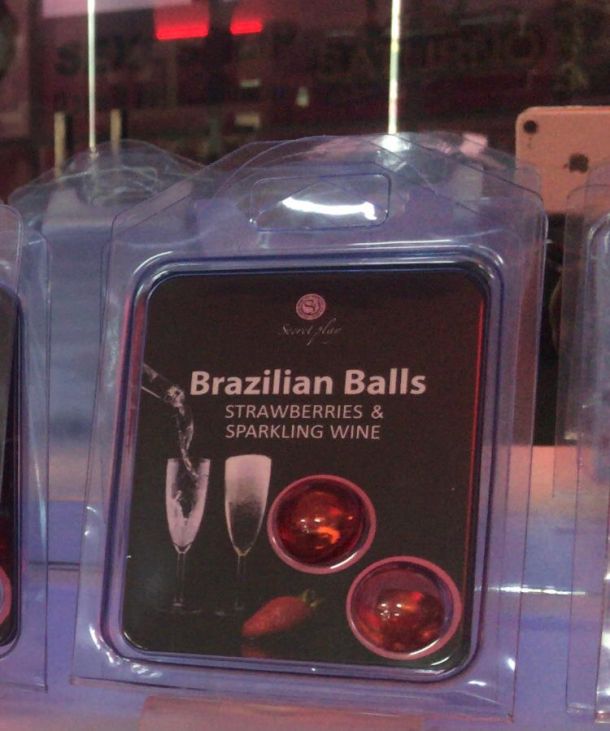 Secret play
Brazilian Balls
STRAWBERRIES &
SPARKLING WINE